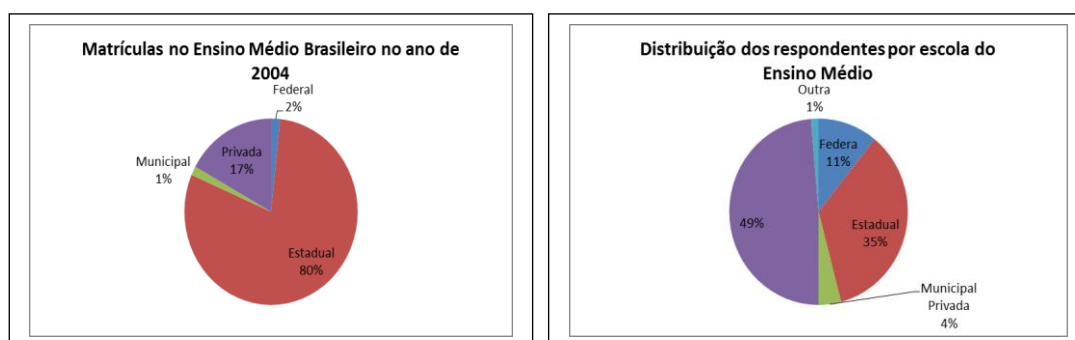 Matrículas no Ensino Médio Brasileiro no ano de
2004
Federal
2%
Privada
17%
Municipal
1%
Estadual
80%
Distribuição dos respondentes por escola do
Ensino Médio
Outra
1%
Federa
11%
49%
Estadual
35%
Municipal
Privada
4%